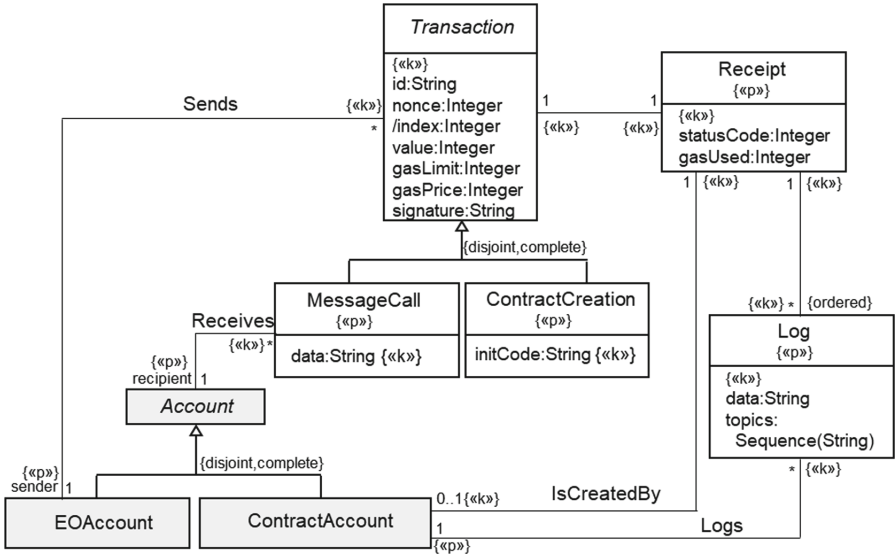 Transaction
{«k»}
id:String
nonce:Integer
/index:Integer
value:Integer
gasLimit:Integer
gasPrice:Integer
signature:String
Sends
{«k»}
*
1
{«k»}
1
{«k»}
Receipt
{«p»}
{«k»}
statusCode:Integer
gasUsed:Integer
1 {«k»}
1 {«k»}
{disjoint,complete}
MessageCall
{«p»}
data:String {«k»}
ContractCreation
{«p»}
initCode:String {«k»}
Receives
{«k»} *
{«p»}
recipient 1
Account
{«k»} * {ordered}
Log
{«p»}
{«k»}
data:String
topics:
Sequence(String)
* {«k»}
{disjoint,complete}
{«p»}
sender 1
EOAccount
ContractAccount
0..1{«k»}
IsCreatedBy
1
{«p»}
Logs